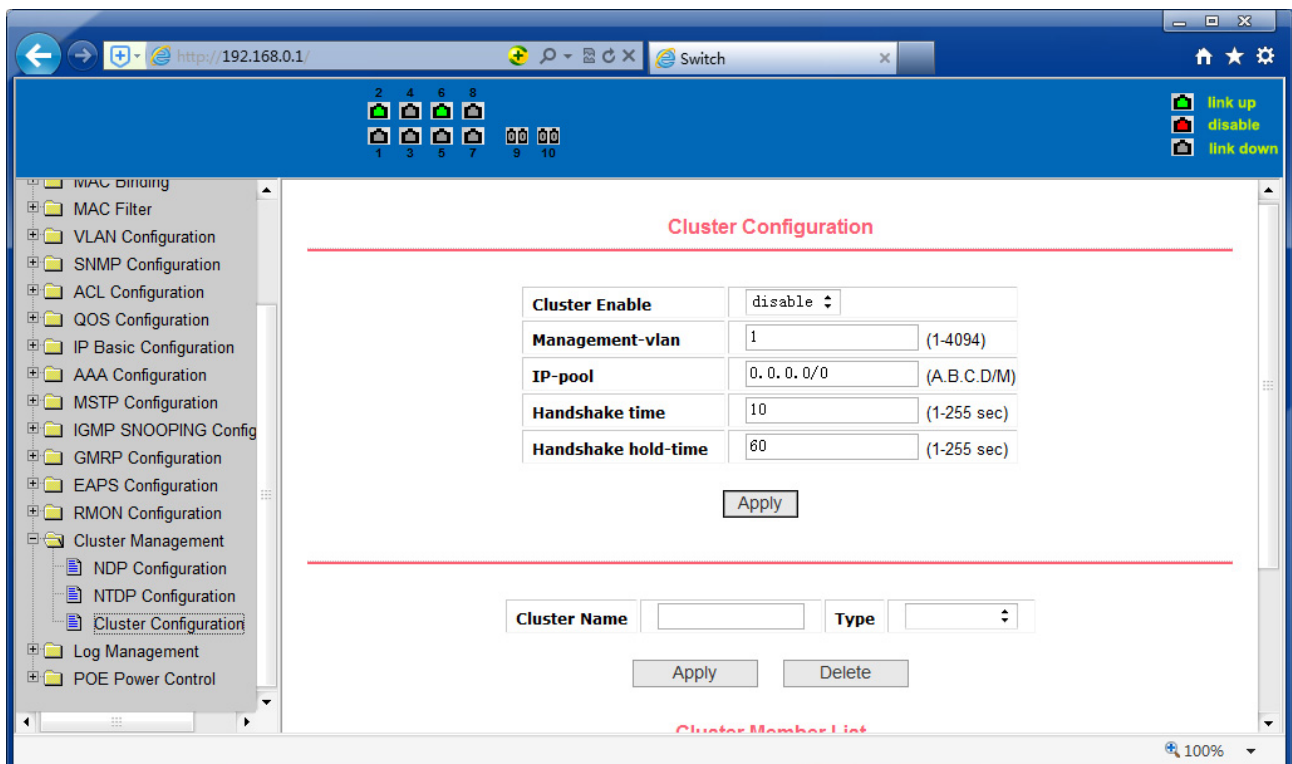 http://192.168.0.1/
Switch
2 4 6 8
1 3 5 7 9 10
link up
disable
link down
MAC Binding
MAC Filter
VLAN Configuration
SNMP Configuration
ACL Configuration
QOS Configuration
IP Basic Configuration
AAA Configuration
MSTP Configuration
IGMP SNOOPING Config
GMRP Configuration
EAPS Configuration
RMON Configuration
Cluster Management
NDP Configuration
NTDP Configuration
Cluster Configuration
Log Management
POE Power Control
Cluster Configuration
Cluster Enable disable
Management-vlan 1 (1-4094)
IP-pool 0.0.0.0/0 (A.B.C.D/M)
Handshake time 10 (1-255 sec)
Handshake hold-time 60 (1-255 sec)
Apply
Cluster Name Type
Apply Delete
Cluster Member List
100%